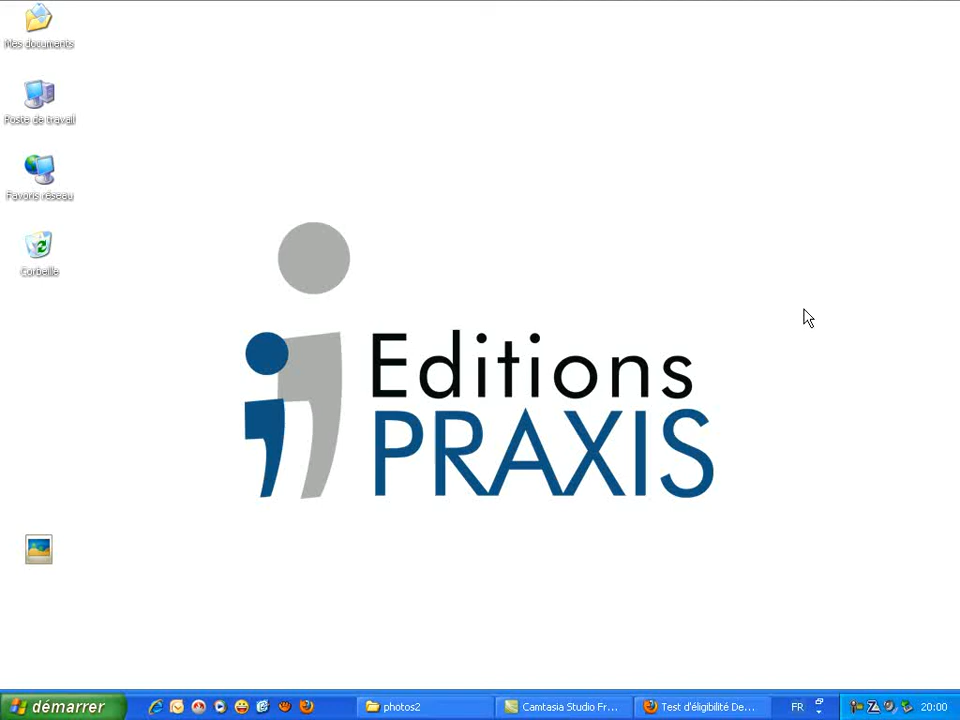 Mes documents
Poste de travail
Favoris réseau
Corbeille
Editions
PRAXIS
démarrer
photos2
Camtasia Studio Fr...
Test d'éligibilité De...
FR
20:00